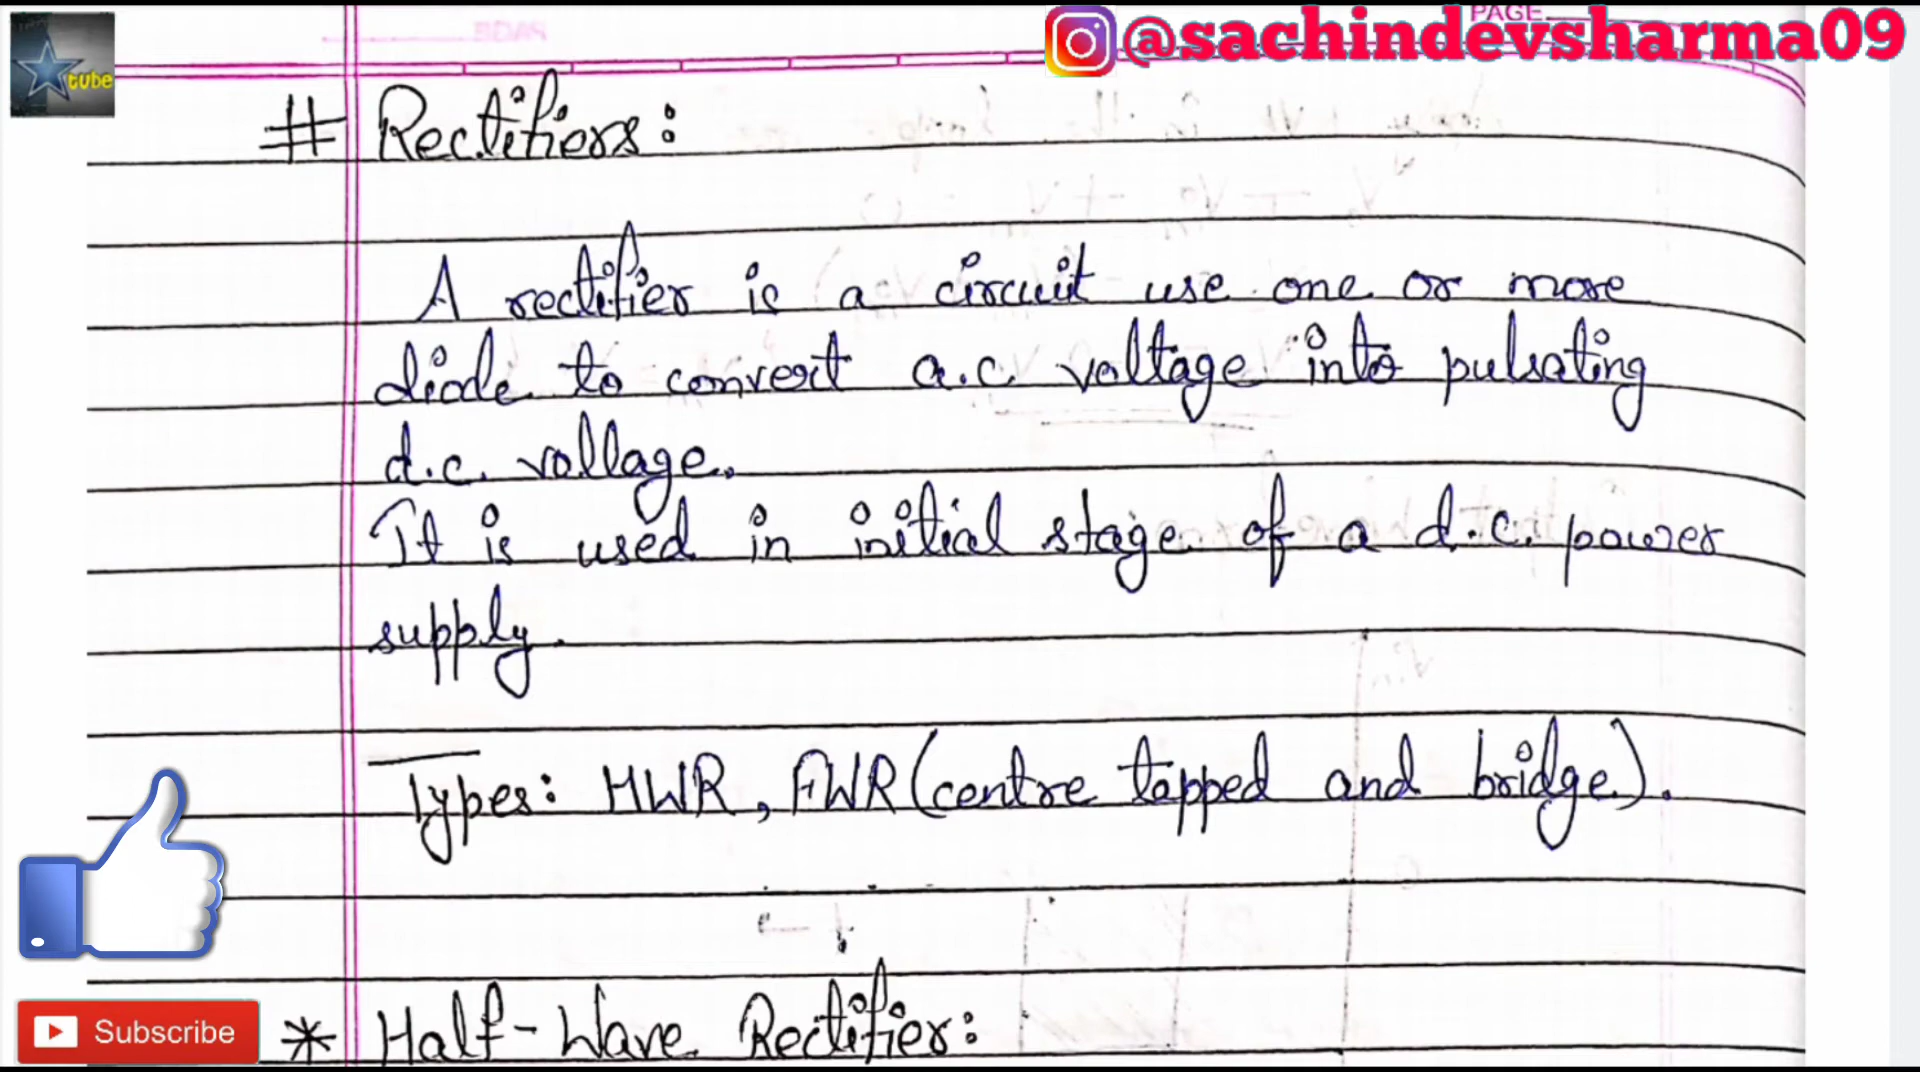 PAGE
@sachindevsharma09
tube
# Rectifiers:
A rectifier is a circuit use one or more
diode to convert a.c voltage into pulsating
d.c. voltage.
It is used in initial stage of a d.c. power
supply.
Types: HWR, FWR (centre tapped and bridge).
* Half-Wave Rectifier:
Subscribe